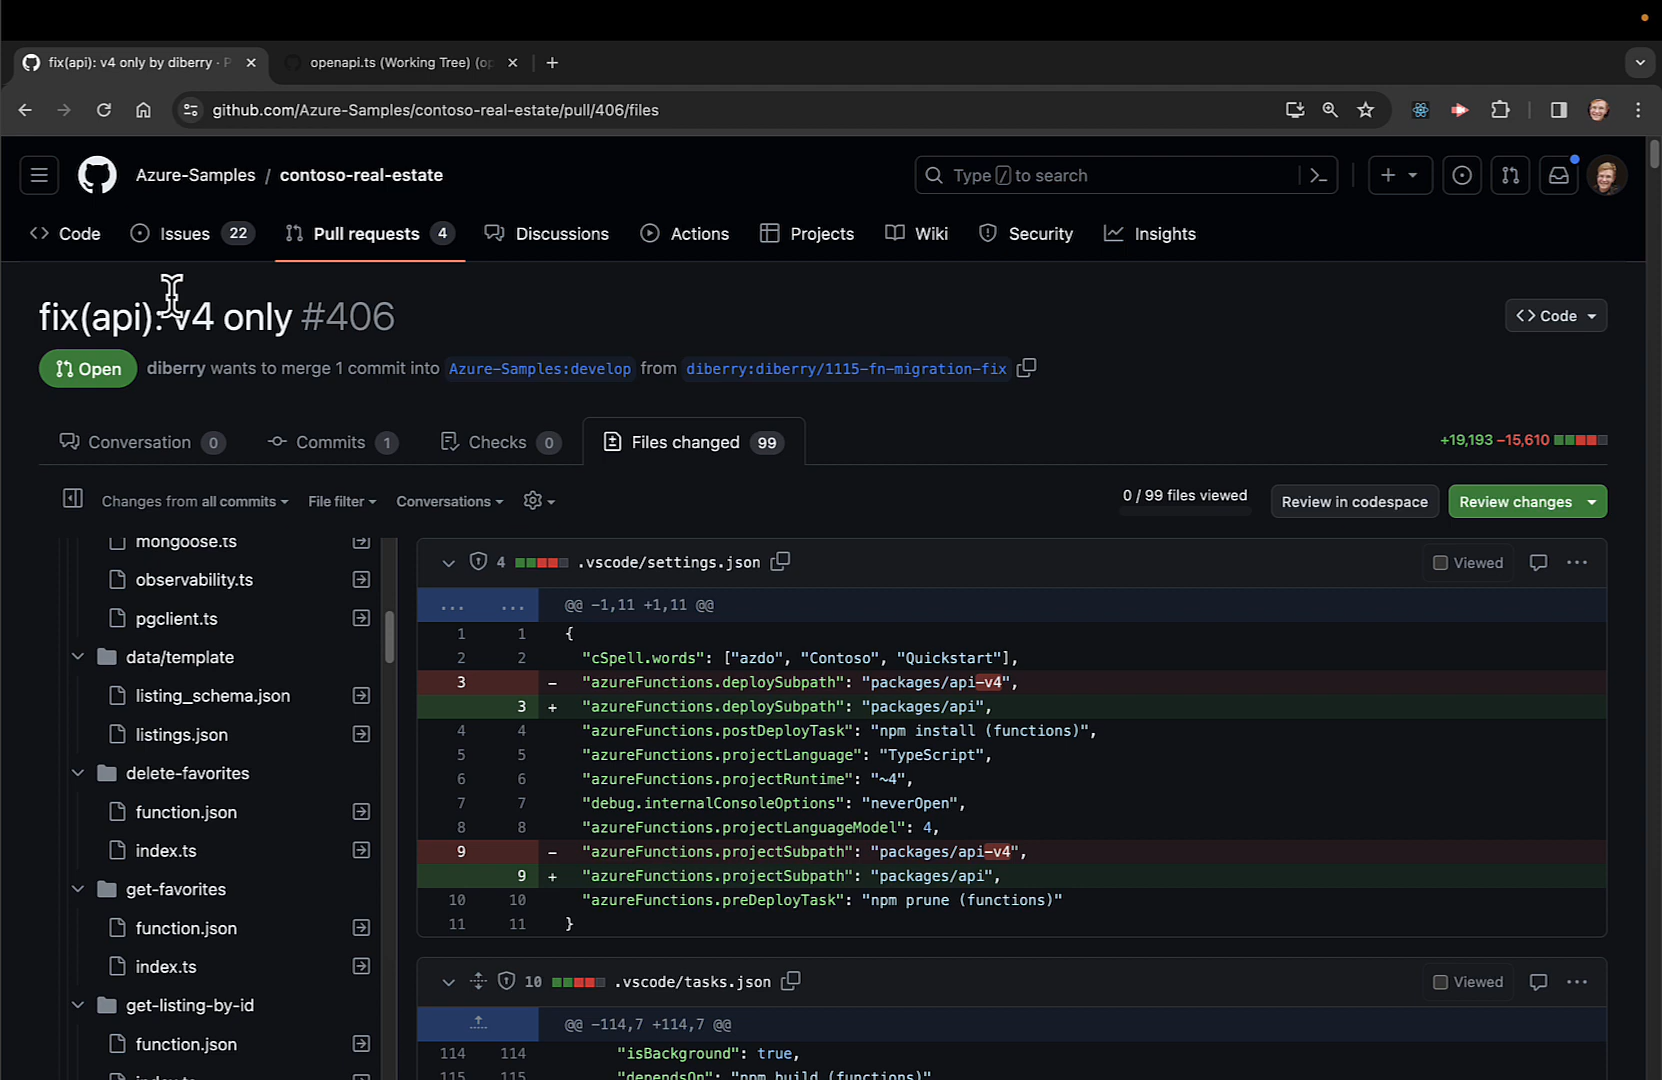 fix(api): v4 only by diberry · P
openapi.ts (Working Tree) (op
github.com/Azure-Samples/contoso-real-estate/pull/406/files
Azure-Samples / contoso-real-estate
Type / to search
Code
Issues 22
Pull requests 4
Discussions
Actions
Projects
Wiki
Security
Insights
fix(api): v4 only #406
Code
Open
diberry wants to merge 1 commit into Azure-Samples:develop from diberry:diberry/1115-fn-migration-fix
Conversation 0
Commits 1
Checks 0
Files changed 99
+19,193 −15,610
Changes from all commits
File filter
Conversations
0 / 99 files viewed
Review in codespace
Review changes
mongoose.ts
observability.ts
pgclient.ts
data/template
listing_schema.json
listings.json
delete-favorites
function.json
index.ts
get-favorites
function.json
index.ts
get-listing-by-id
function.json
4 .vscode/settings.json
Viewed
... ... @@ −1,11 +1,11 @@
1 1 {
2 2 "cSpell.words": ["azdo", "Contoso", "Quickstart"],
3 − "azureFunctions.deploySubpath": "packages/api-v4",
3 + "azureFunctions.deploySubpath": "packages/api",
4 4 "azureFunctions.postDeployTask": "npm install (functions)",
5 5 "azureFunctions.projectLanguage": "TypeScript",
6 6 "azureFunctions.projectRuntime": "~4",
7 7 "debug.internalConsoleOptions": "neverOpen",
8 8 "azureFunctions.projectLanguageModel": 4,
9 − "azureFunctions.projectSubpath": "packages/api-v4",
9 + "azureFunctions.projectSubpath": "packages/api",
10 10 "azureFunctions.preDeployTask": "npm prune (functions)"
11 11 }
10 .vscode/tasks.json
Viewed
@@ −114,7 +114,7 @@
114 114 "isBackground": true,
115 115 "dependsOn": "npm build (functions)"